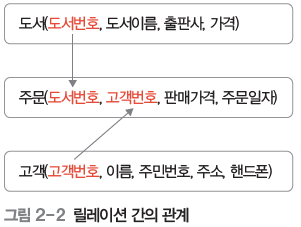 도서(도서번호, 도서이름, 출판사, 가격)
주문(도서번호, 고객번호, 판매가격, 주문일자)
고객(고객번호, 이름, 주민번호, 주소, 핸드폰)
그림 2-2 릴레이션 간의 관계